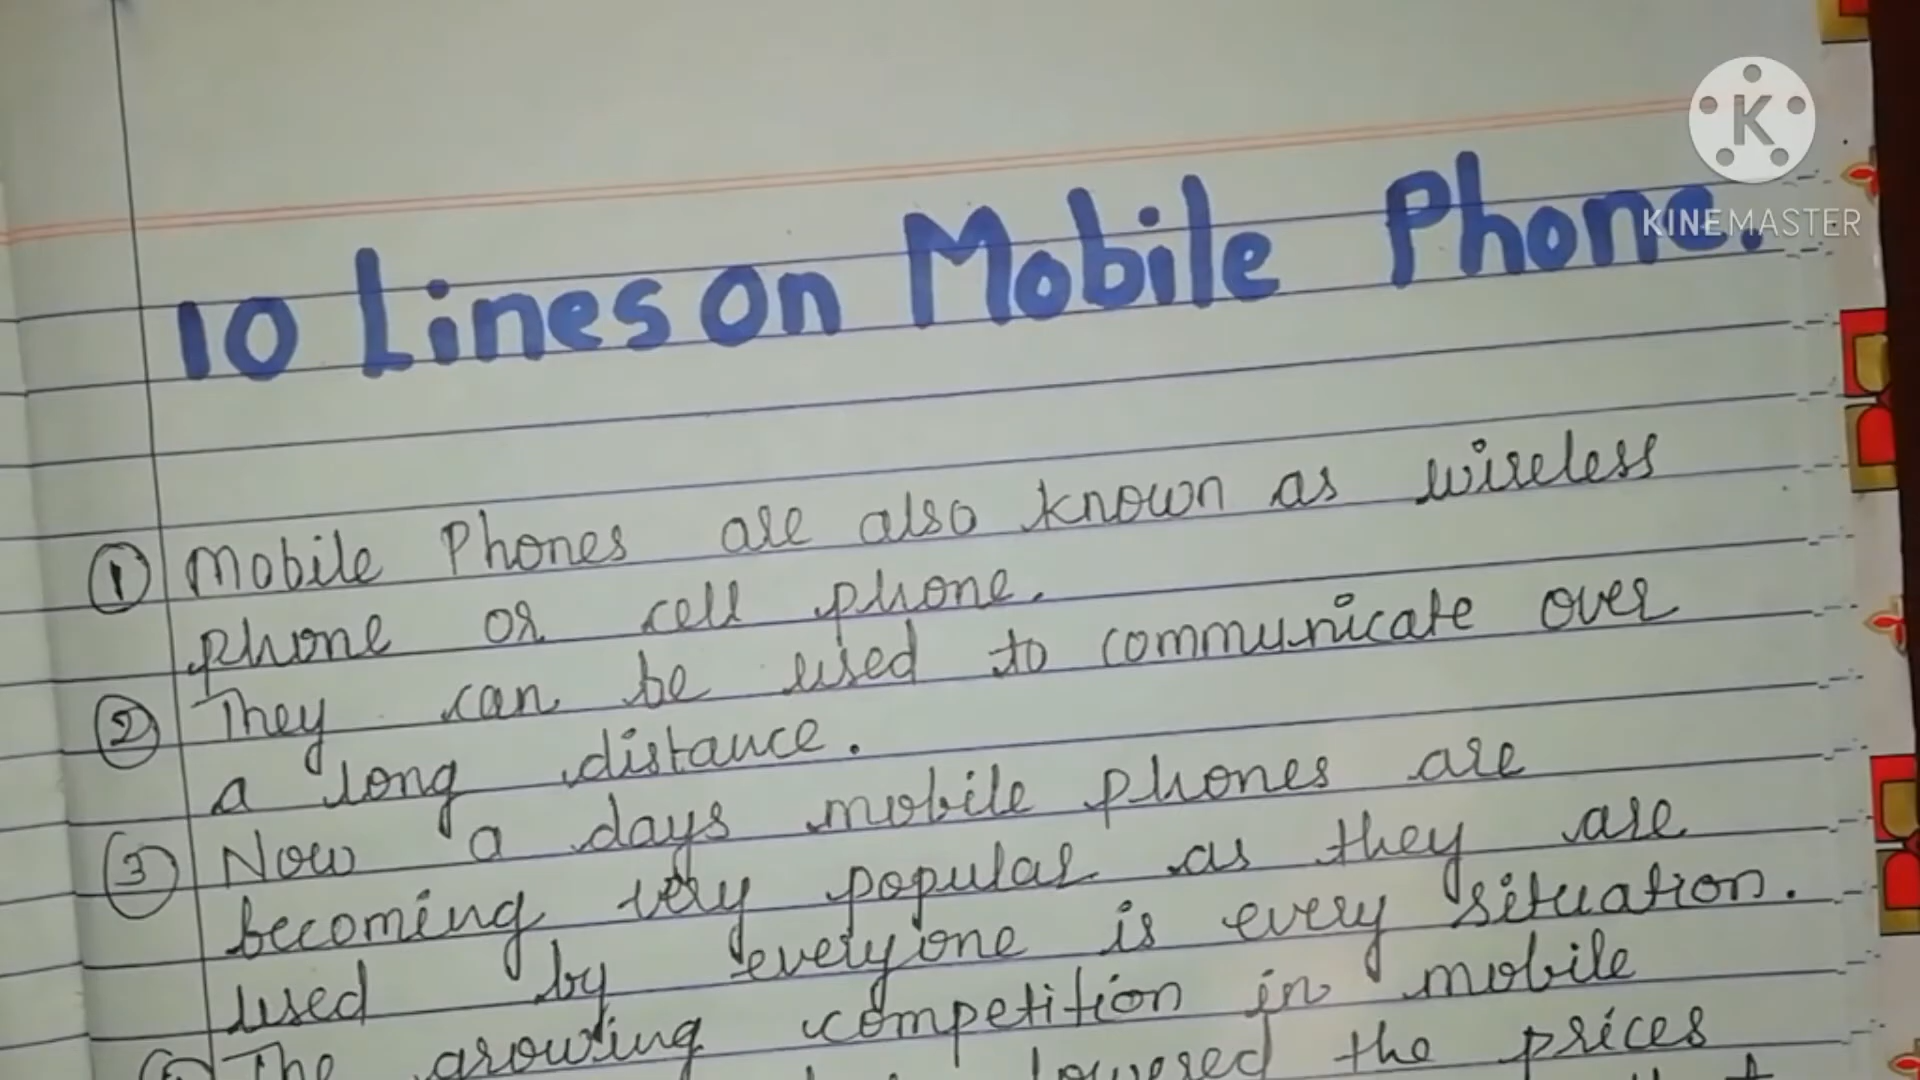 10 Lines on Mobile Phone.
K
KINEMASTER
① Mobile Phones are also known as wireless
phone or cell phone.
② They can be used to communicate over
a long distance.
③ Now a days mobile phones are
becoming very popular as they are
used by everyone is every situation.
The growing competition in mobile
lowered the prices